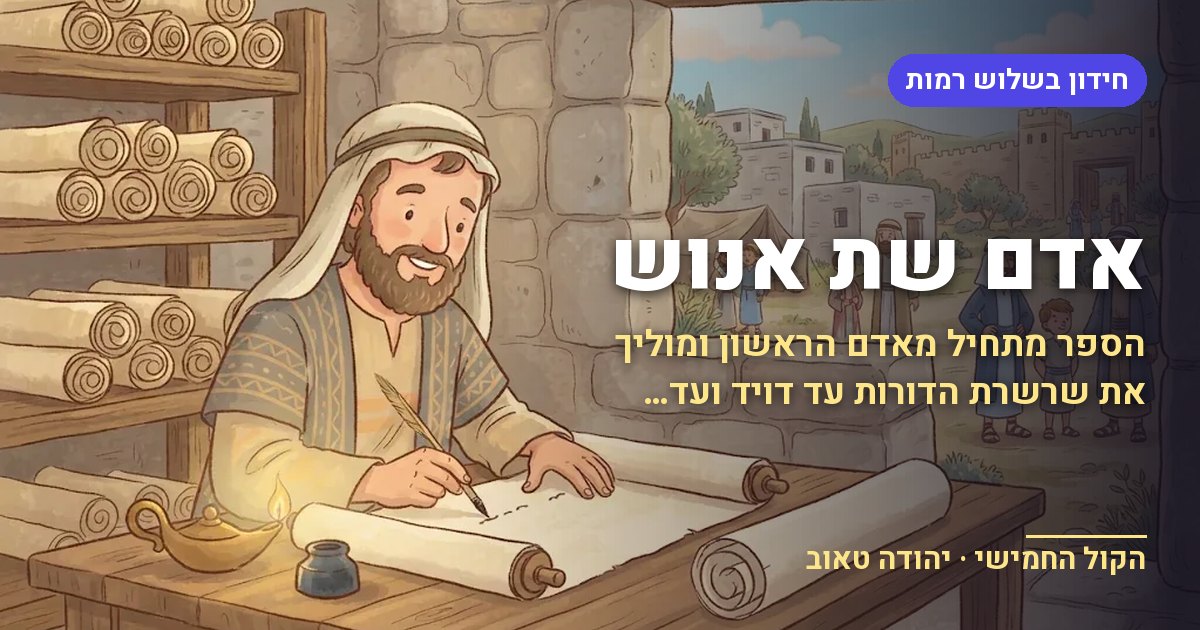 חידון בשלוש רמות
אדם שת אנוש
הספר מתחיל מאדם הראשון ומוליך
את שרשרת הדורות עד דויד ועד...
הקול החמישי · יהודה טאוב